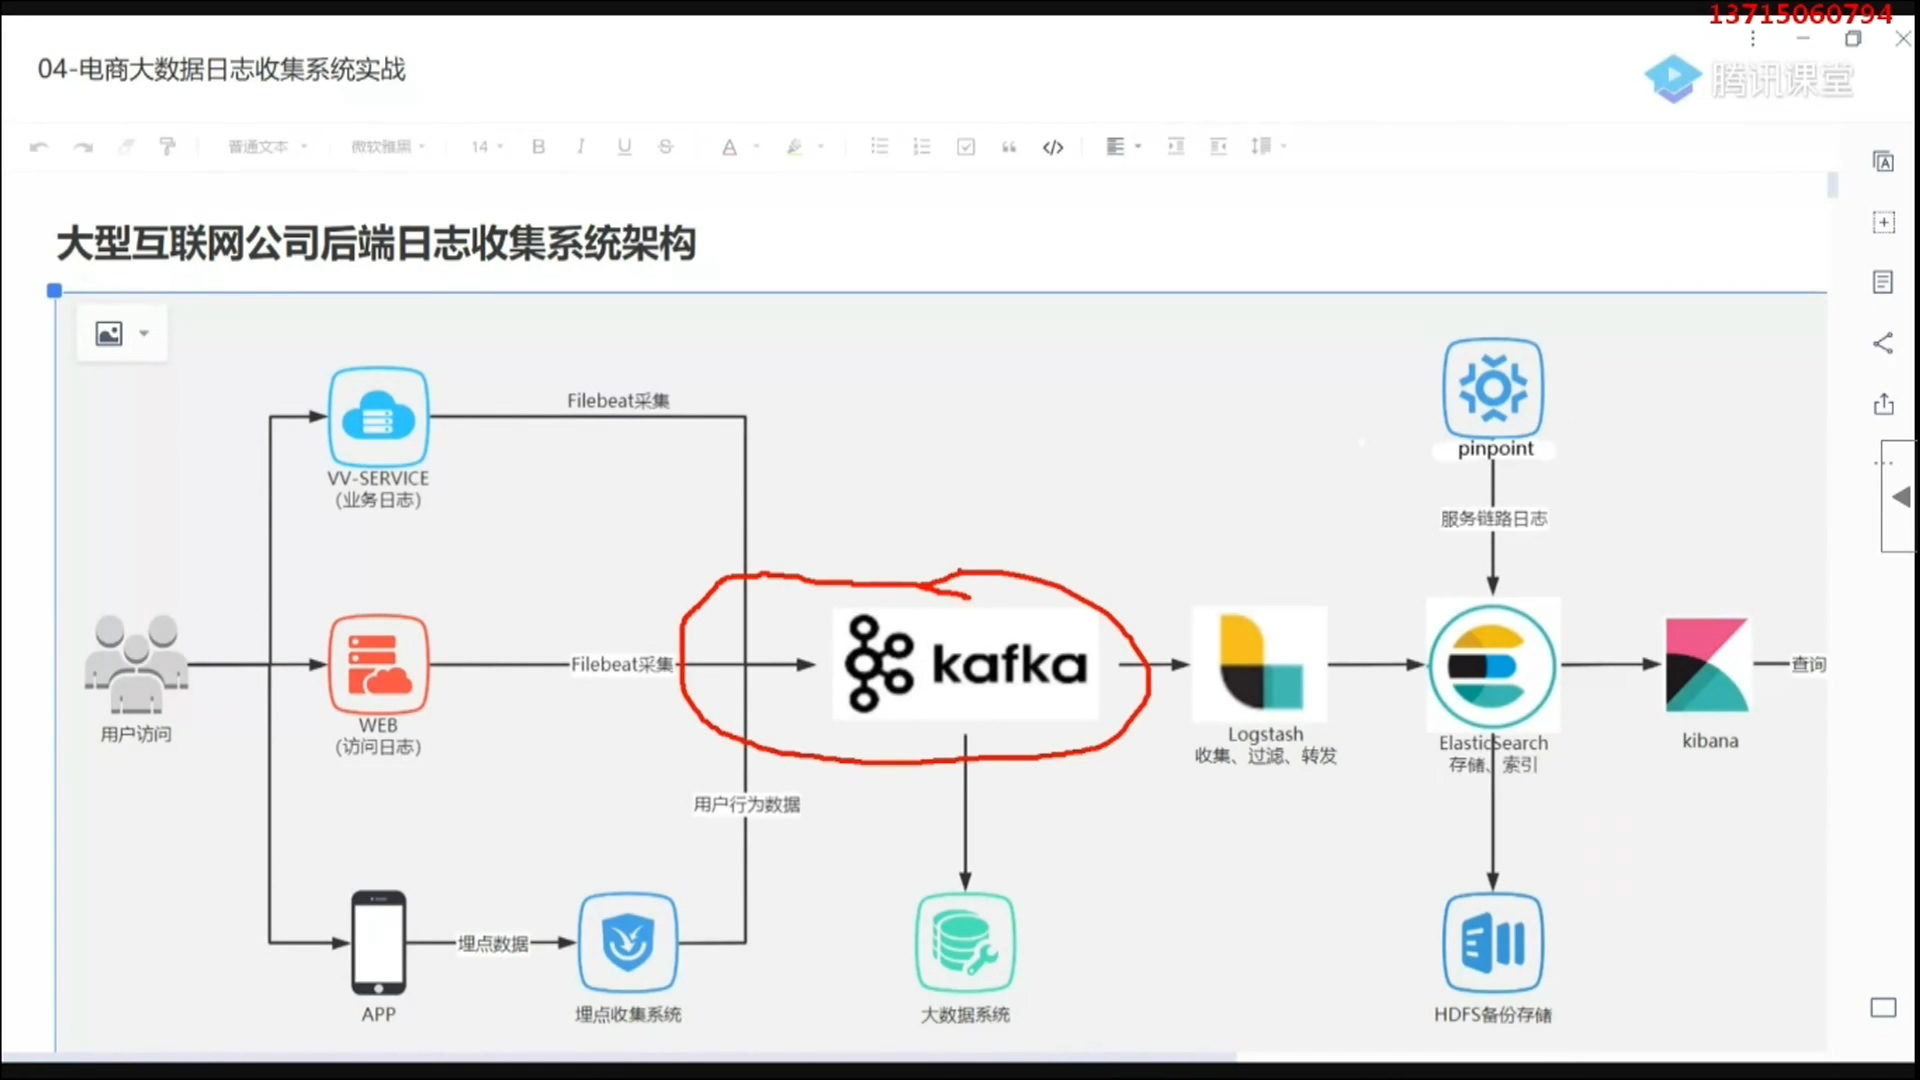 13715060794
04-电商大数据日志收集系统实战
腾讯课堂
普通文本
微软雅黑
14
B I U S A
大型互联网公司后端日志收集系统架构
Filebeat采集
VV-SERVICE
(业务日志)
pinpoint
服务链路日志
用户访问
WEB
(访问日志)
Filebeat采集
kafka
Logstash
收集、过滤、转发
ElasticSearch
存储、索引
kibana
查询
用户行为数据
APP
埋点数据
埋点收集系统
大数据系统
HDFS备份存储